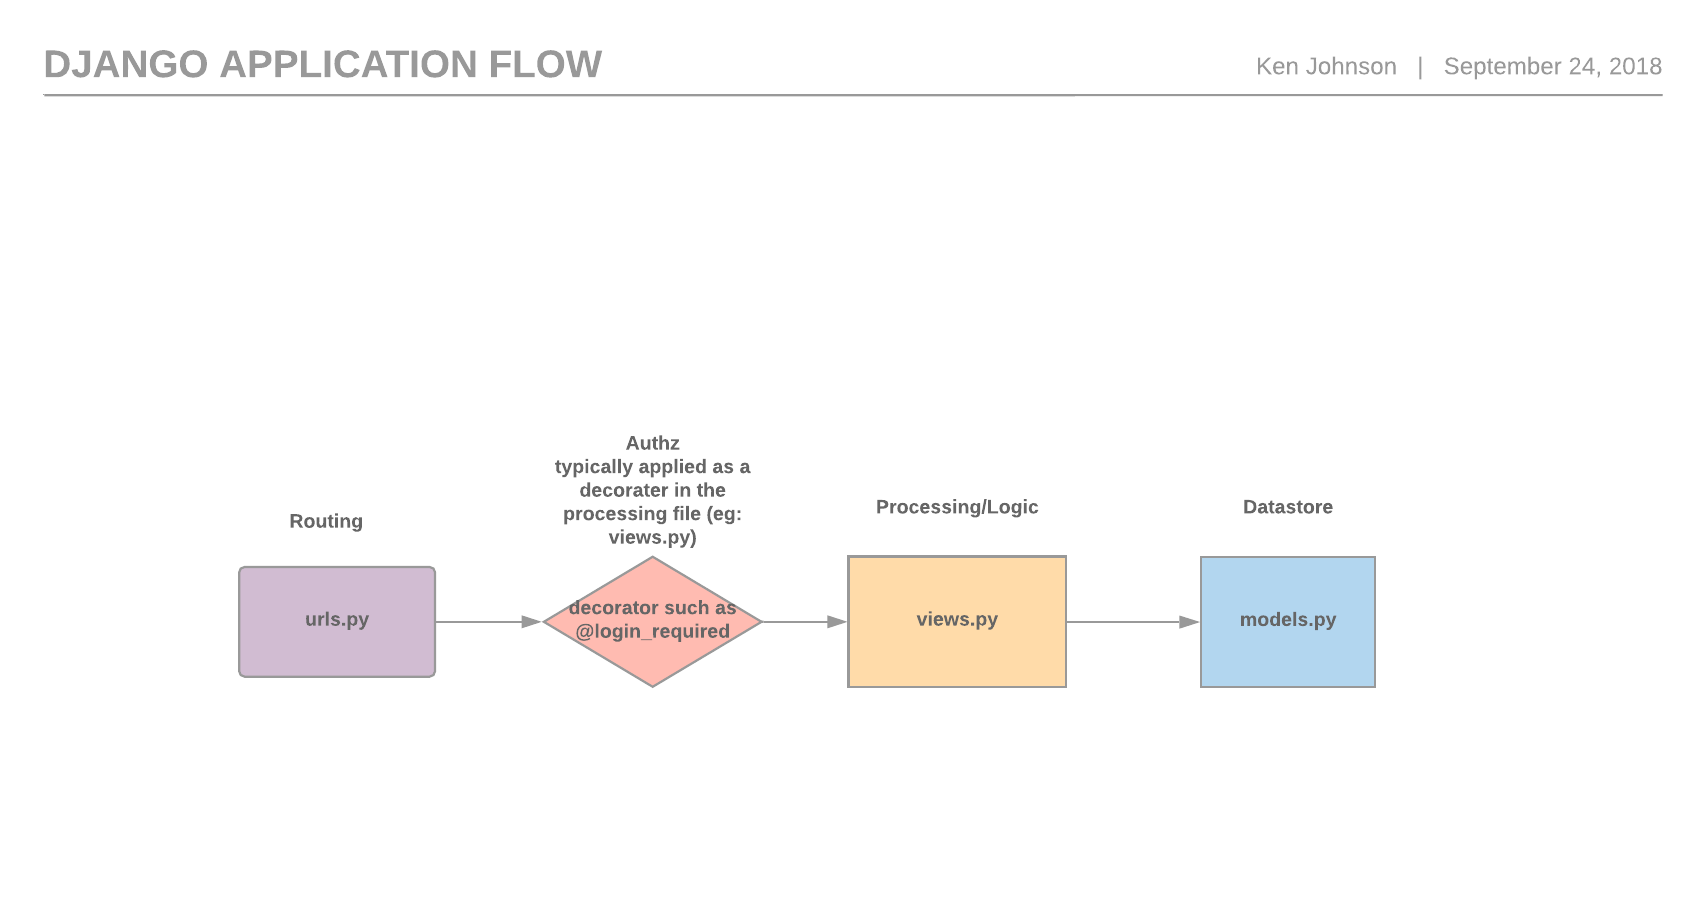 DJANGO APPLICATION FLOW
Ken Johnson | September 24, 2018
Routing
Authz
typically applied as a
decorater in the
processing file (eg:
views.py)
Processing/Logic
Datastore
urls.py
decorator such as
@login_required
views.py
models.py